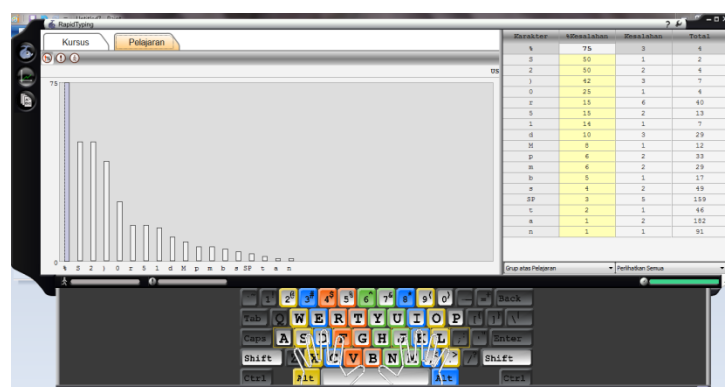 RapidTyping
Kursus Pelajaran
US
75
0
% S 2 ) 0 r 5 1 d M p m b s SP t a n
Karakter %Kesalahan Kesalahan Total
% 75 3 4
S 50 1 2
2 50 2 4
) 42 3 7
0 25 1 4
r 15 6 40
5 15 2 13
1 14 1 7
d 10 3 29
M 8 1 12
p 6 2 33
m 6 2 29
b 5 1 17
s 4 2 49
SP 3 5 159
t 2 1 46
a 1 2 182
n 1 1 91
Grup atas Pelajaran Perlihatkan Semua
Back
Tab Q W E R T Y U I O P
Caps A S D F G H J K L Enter
Shift C V B N M Shift
Ctrl Alt Alt Ctrl